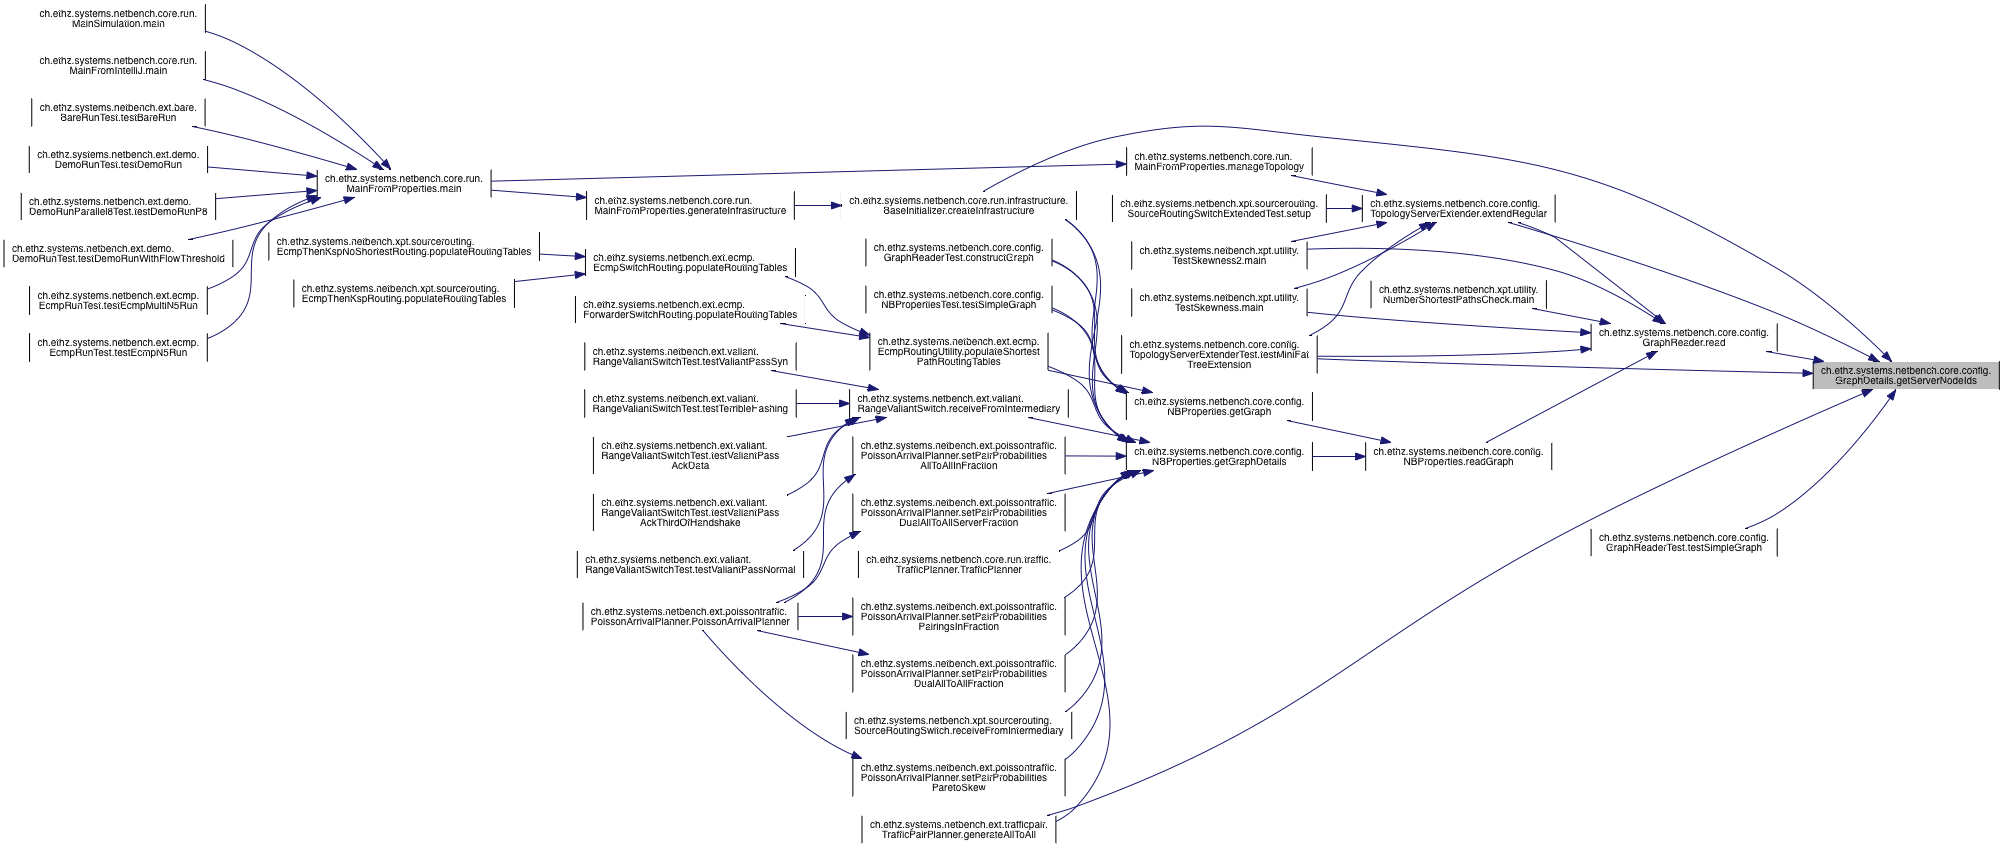 ch.ethz.systems.netbench.core.run.
MainSimulation.main
ch.ethz.systems.netbench.core.run.
MainFromIntelliJ.main
ch.ethz.systems.netbench.ext.bare.
BareRunTest.testBareRun
ch.ethz.systems.netbench.ext.demo.
DemoRunTest.testDemoRun
ch.ethz.systems.netbench.ext.demo.
DemoRunParallel8Test.testDemoRunP8
ch.ethz.systems.netbench.ext.demo.
DemoRunTest.testDemoRunWithFlowThreshold
ch.ethz.systems.netbench.ext.ecmp.
EcmpRunTest.testEcmpMultiN5Run
ch.ethz.systems.netbench.ext.ecmp.
EcmpRunTest.testEcmpN5Run
ch.ethz.systems.netbench.core.run.
MainFromProperties.main
ch.ethz.systems.netbench.xpt.sourcerouting.
EcmpThenKspNoShortestRouting.populateRoutingTables
ch.ethz.systems.netbench.xpt.sourcerouting.
EcmpThenKspRouting.populateRoutingTables
ch.ethz.systems.netbench.core.run.
MainFromProperties.generateInfrastructure
ch.ethz.systems.netbench.ext.ecmp.
EcmpSwitchRouting.populateRoutingTables
ch.ethz.systems.netbench.ext.ecmp.
ForwarderSwitchRouting.populateRoutingTables
ch.ethz.systems.netbench.ext.valiant.
RangeValiantSwitchTest.testValiantPassSyn
ch.ethz.systems.netbench.ext.valiant.
RangeValiantSwitchTest.testTerribleHashing
ch.ethz.systems.netbench.ext.valiant.
RangeValiantSwitchTest.testValiantPass
AckData
ch.ethz.systems.netbench.ext.valiant.
RangeValiantSwitchTest.testValiantPass
AckThirdOfHandshake
ch.ethz.systems.netbench.ext.valiant.
RangeValiantSwitchTest.testValiantPassNormal
ch.ethz.systems.netbench.ext.poissontraffic.
PoissonArrivalPlanner.PoissonArrivalPlanner
ch.ethz.systems.netbench.core.run.infrastructure.
BaseInitializer.createInfrastructure
ch.ethz.systems.netbench.core.config.
GraphReaderTest.constructGraph
ch.ethz.systems.netbench.core.config.
NBPropertiesTest.testSimpleGraph
ch.ethz.systems.netbench.ext.ecmp.
EcmpRoutingUtility.populateShortest
PathRoutingTables
ch.ethz.systems.netbench.ext.valiant.
RangeValiantSwitch.receiveFromIntermediary
ch.ethz.systems.netbench.ext.poissontraffic.
PoissonArrivalPlanner.setPairProbabilities
AllToAllInFraction
ch.ethz.systems.netbench.ext.poissontraffic.
PoissonArrivalPlanner.setPairProbabilities
DualAllToAllServerFraction
ch.ethz.systems.netbench.core.run.traffic.
TrafficPlanner.TrafficPlanner
ch.ethz.systems.netbench.ext.poissontraffic.
PoissonArrivalPlanner.setPairProbabilities
PairingsInFraction
ch.ethz.systems.netbench.ext.poissontraffic.
PoissonArrivalPlanner.setPairProbabilities
DualAllToAllFraction
ch.ethz.systems.netbench.xpt.sourcerouting.
SourceRoutingSwitch.receiveFromIntermediary
ch.ethz.systems.netbench.ext.poissontraffic.
PoissonArrivalPlanner.setPairProbabilities
ParetoSkew
ch.ethz.systems.netbench.ext.trafficpair.
TrafficPairPlanner.generateAllToAll
ch.ethz.systems.netbench.core.run.
MainFromProperties.manageTopology
ch.ethz.systems.netbench.xpt.sourcerouting.
SourceRoutingSwitchExtendedTest.setup
ch.ethz.systems.netbench.xpt.utility.
TestSkewness2.main
ch.ethz.systems.netbench.xpt.utility.
TestSkewness.main
ch.ethz.systems.netbench.core.config.
TopologyServerExtenderTest.testMiniFat
TreeExtension
ch.ethz.systems.netbench.core.config.
NBProperties.getGraph
ch.ethz.systems.netbench.core.config.
NBProperties.getGraphDetails
ch.ethz.systems.netbench.core.config.
TopologyServerExtender.extendRegular
ch.ethz.systems.netbench.xpt.utility.
NumberShortestPathsCheck.main
ch.ethz.systems.netbench.core.config.
NBProperties.readGraph
ch.ethz.systems.netbench.core.config.
GraphReader.read
ch.ethz.systems.netbench.core.config.
GraphReaderTest.testSimpleGraph
ch.ethz.systems.netbench.core.config.
GraphDetails.getServerNodeIds